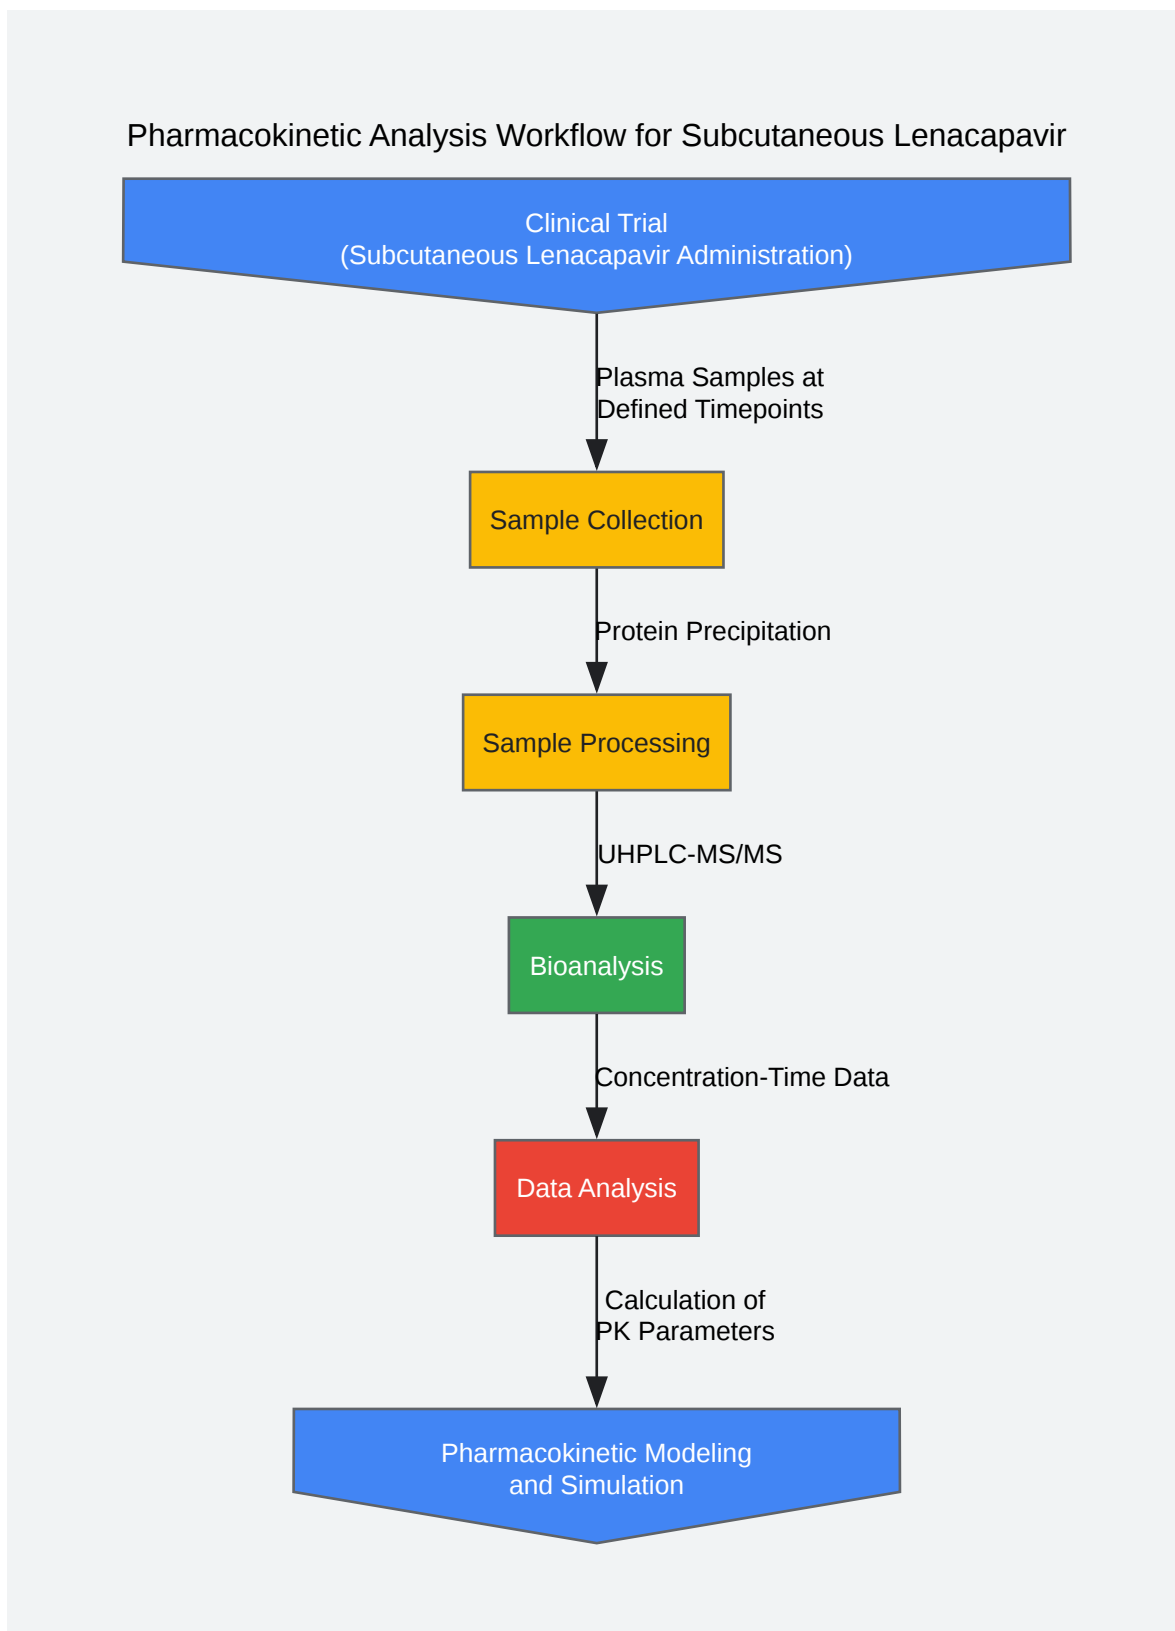 Pharmacokinetic Analysis Workflow for Subcutaneous Lenacapavir
Clinical Trial
(Subcutaneous Lenacapavir Administration)
Plasma Samples at
Defined Timepoints
Sample Collection
Protein Precipitation
Sample Processing
UHPLC-MS/MS
Bioanalysis
Concentration-Time Data
Data Analysis
Calculation of
PK Parameters
Pharmacokinetic Modeling
and Simulation